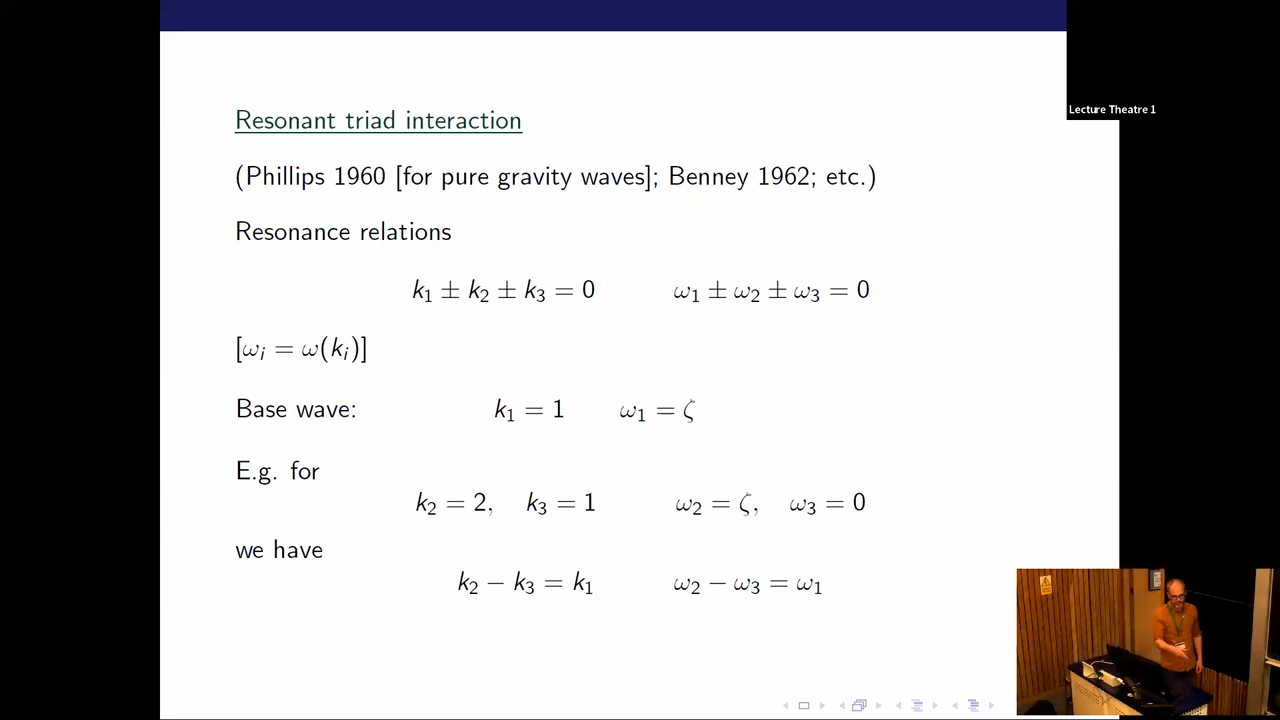 Resonant triad interaction
Lecture Theatre 1
(Phillips 1960 [for pure gravity waves]; Benney 1962; etc.)
Resonance relations
k₁ ± k₂ ± k₃ = 0 ω₁ ± ω₂ ± ω₃ = 0
[ωᵢ = ω(kᵢ)]
Base wave: k₁ = 1 ω₁ = ζ
E.g. for
k₂ = 2, k₃ = 1 ω₂ = ζ, ω₃ = 0
we have
k₂ − k₃ = k₁ ω₂ − ω₃ = ω₁